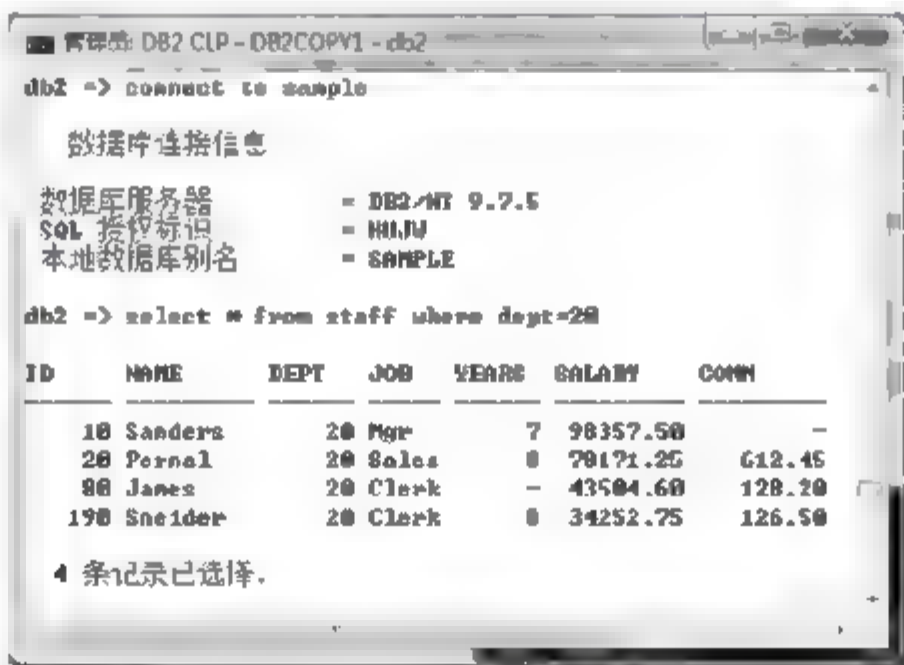 管理员: DB2 CLP - DB2COPY1 - db2
db2 => connect to sample
数据库连接信息
数据库服务器 = DB2/NT 9.7.5
SQL 授权标识 =
本地数据库别名 = SAMPLE
db2 => select * from staff where dept=20
ID NAME DEPT JOB YEARS SALARY COMM
10 Sanders 20 Mgr 7 98357.50 -
20 Pernal 20 Sales 8 78171.25 612.45
80 James 20 Clerk - 43504.60 128.20
190 Sneider 20 Clerk 8 34252.75 126.50
4 条记录已选择.